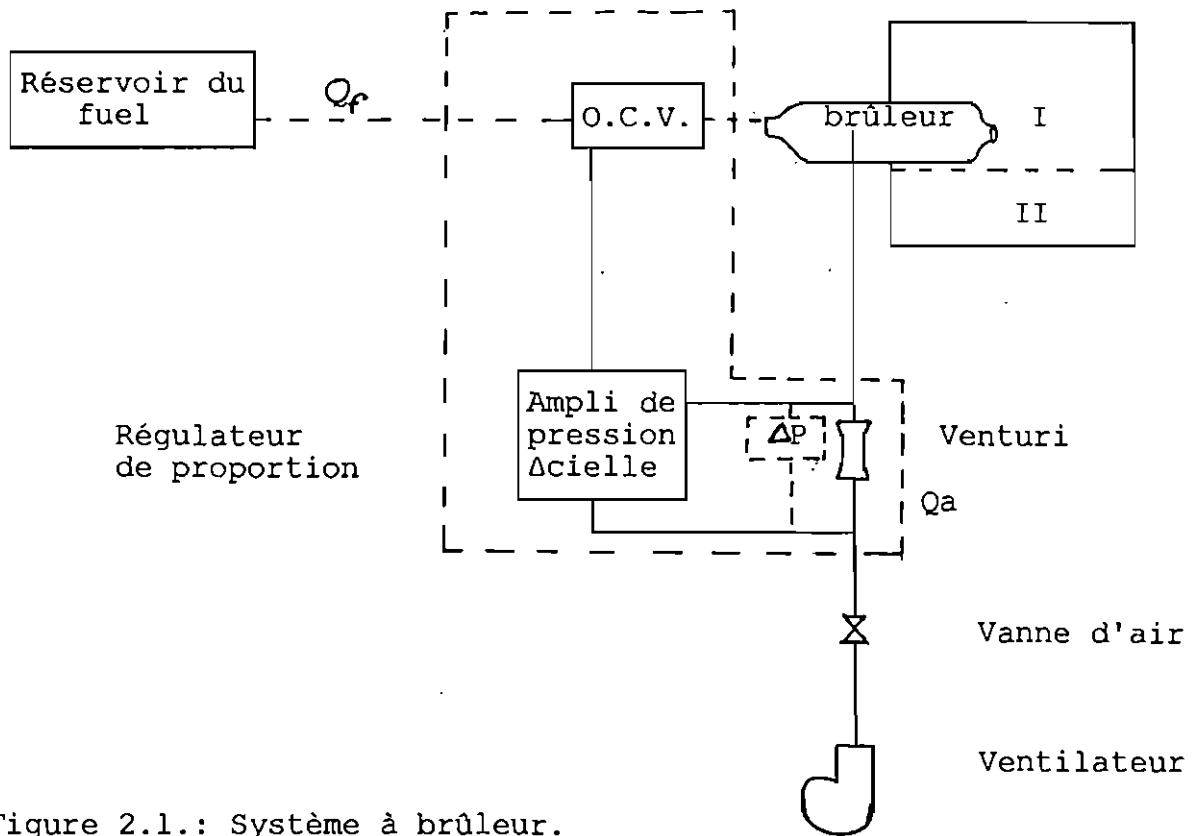 Réservoir du
fuel
Qf
O.C.V.
brûleur
I
II
Ampli de
pression
Δcielle
ΔP
Venturi
Régulateur
de proportion
Qa
Vanne d'air
Ventilateur
Figure 2.1.: Système à brûleur.